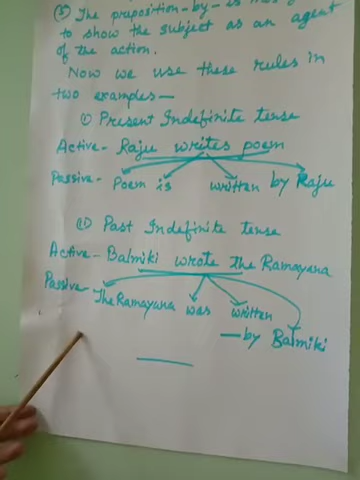 ③ The preposition-by- is
to show the subject as an agent
of the action.
Now we use these rules in
two examples—
① Present Indefinite tense
Active- Raju writes poem
Passive- Poem is written by Raju
② Past Indefinite tense
Active- Balmiki wrote the Ramayana
Passive- The Ramayana was written
—by Balmiki